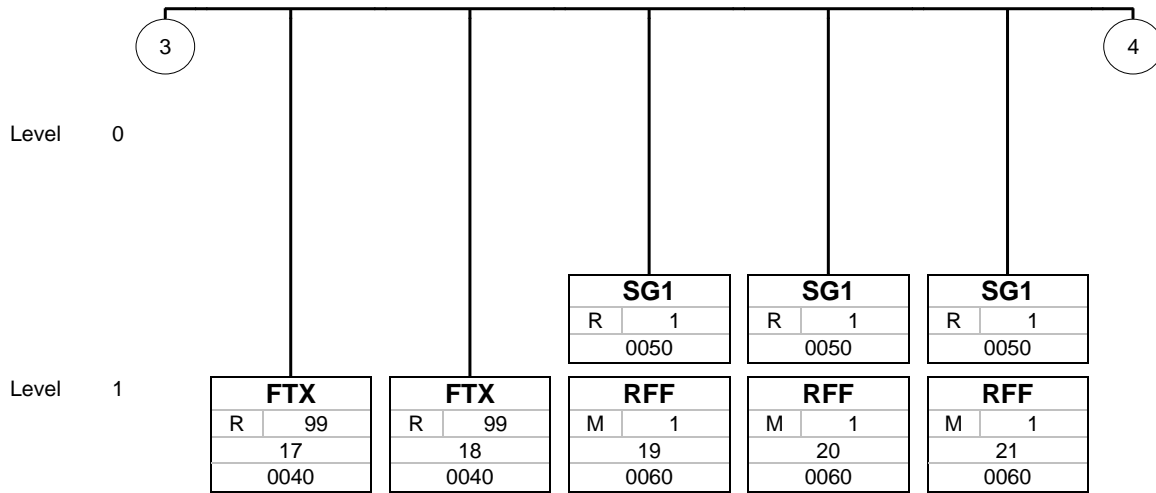 3 4
Level 0
SG1 SG1 SG1
R 1 R 1 R 1
0050 0050 0050
Level 1
FTX FTX RFF RFF RFF
R 99 R 99 M 1 M 1 M 1
17 18 19 20 21
0040 0040 0060 0060 0060